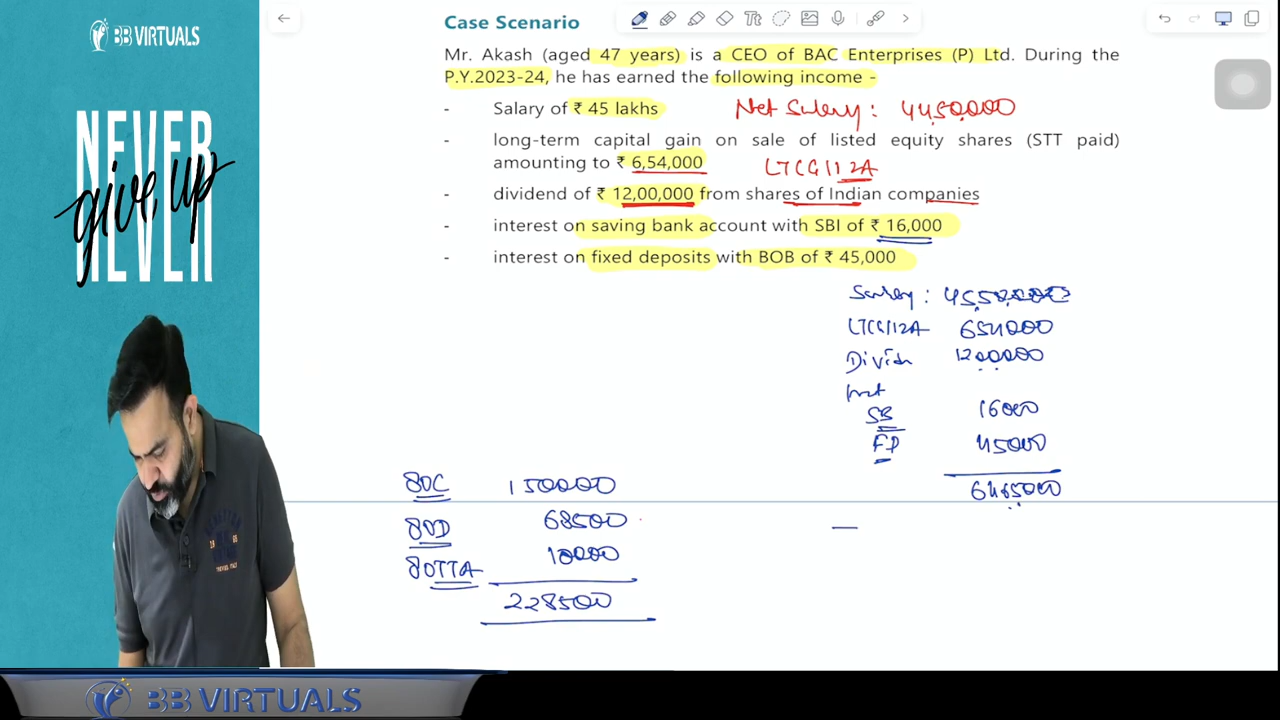 BB VIRTUALS
NEVER
give up
NEVER
Case Scenario
Mr. Akash (aged 47 years) is a CEO of BAC Enterprises (P) Ltd. During the
P.Y.2023-24, he has earned the following income -
- Salary of ₹ 45 lakhs Net Salary: 4450000
- long-term capital gain on sale of listed equity shares (STT paid)
amounting to ₹ 6,54,000 LTCG112A
- dividend of ₹ 12,00,000 from shares of Indian companies
- interest on saving bank account with SBI of ₹ 16,000
- interest on fixed deposits with BOB of ₹ 45,000
Salary: 4550000
LTCG112A 654000
Divid 1200000
Int
SB 16000
FD 45000
6465000
80C 150000
80D 68500
80TTA 10000
228500
BB VIRTUALS